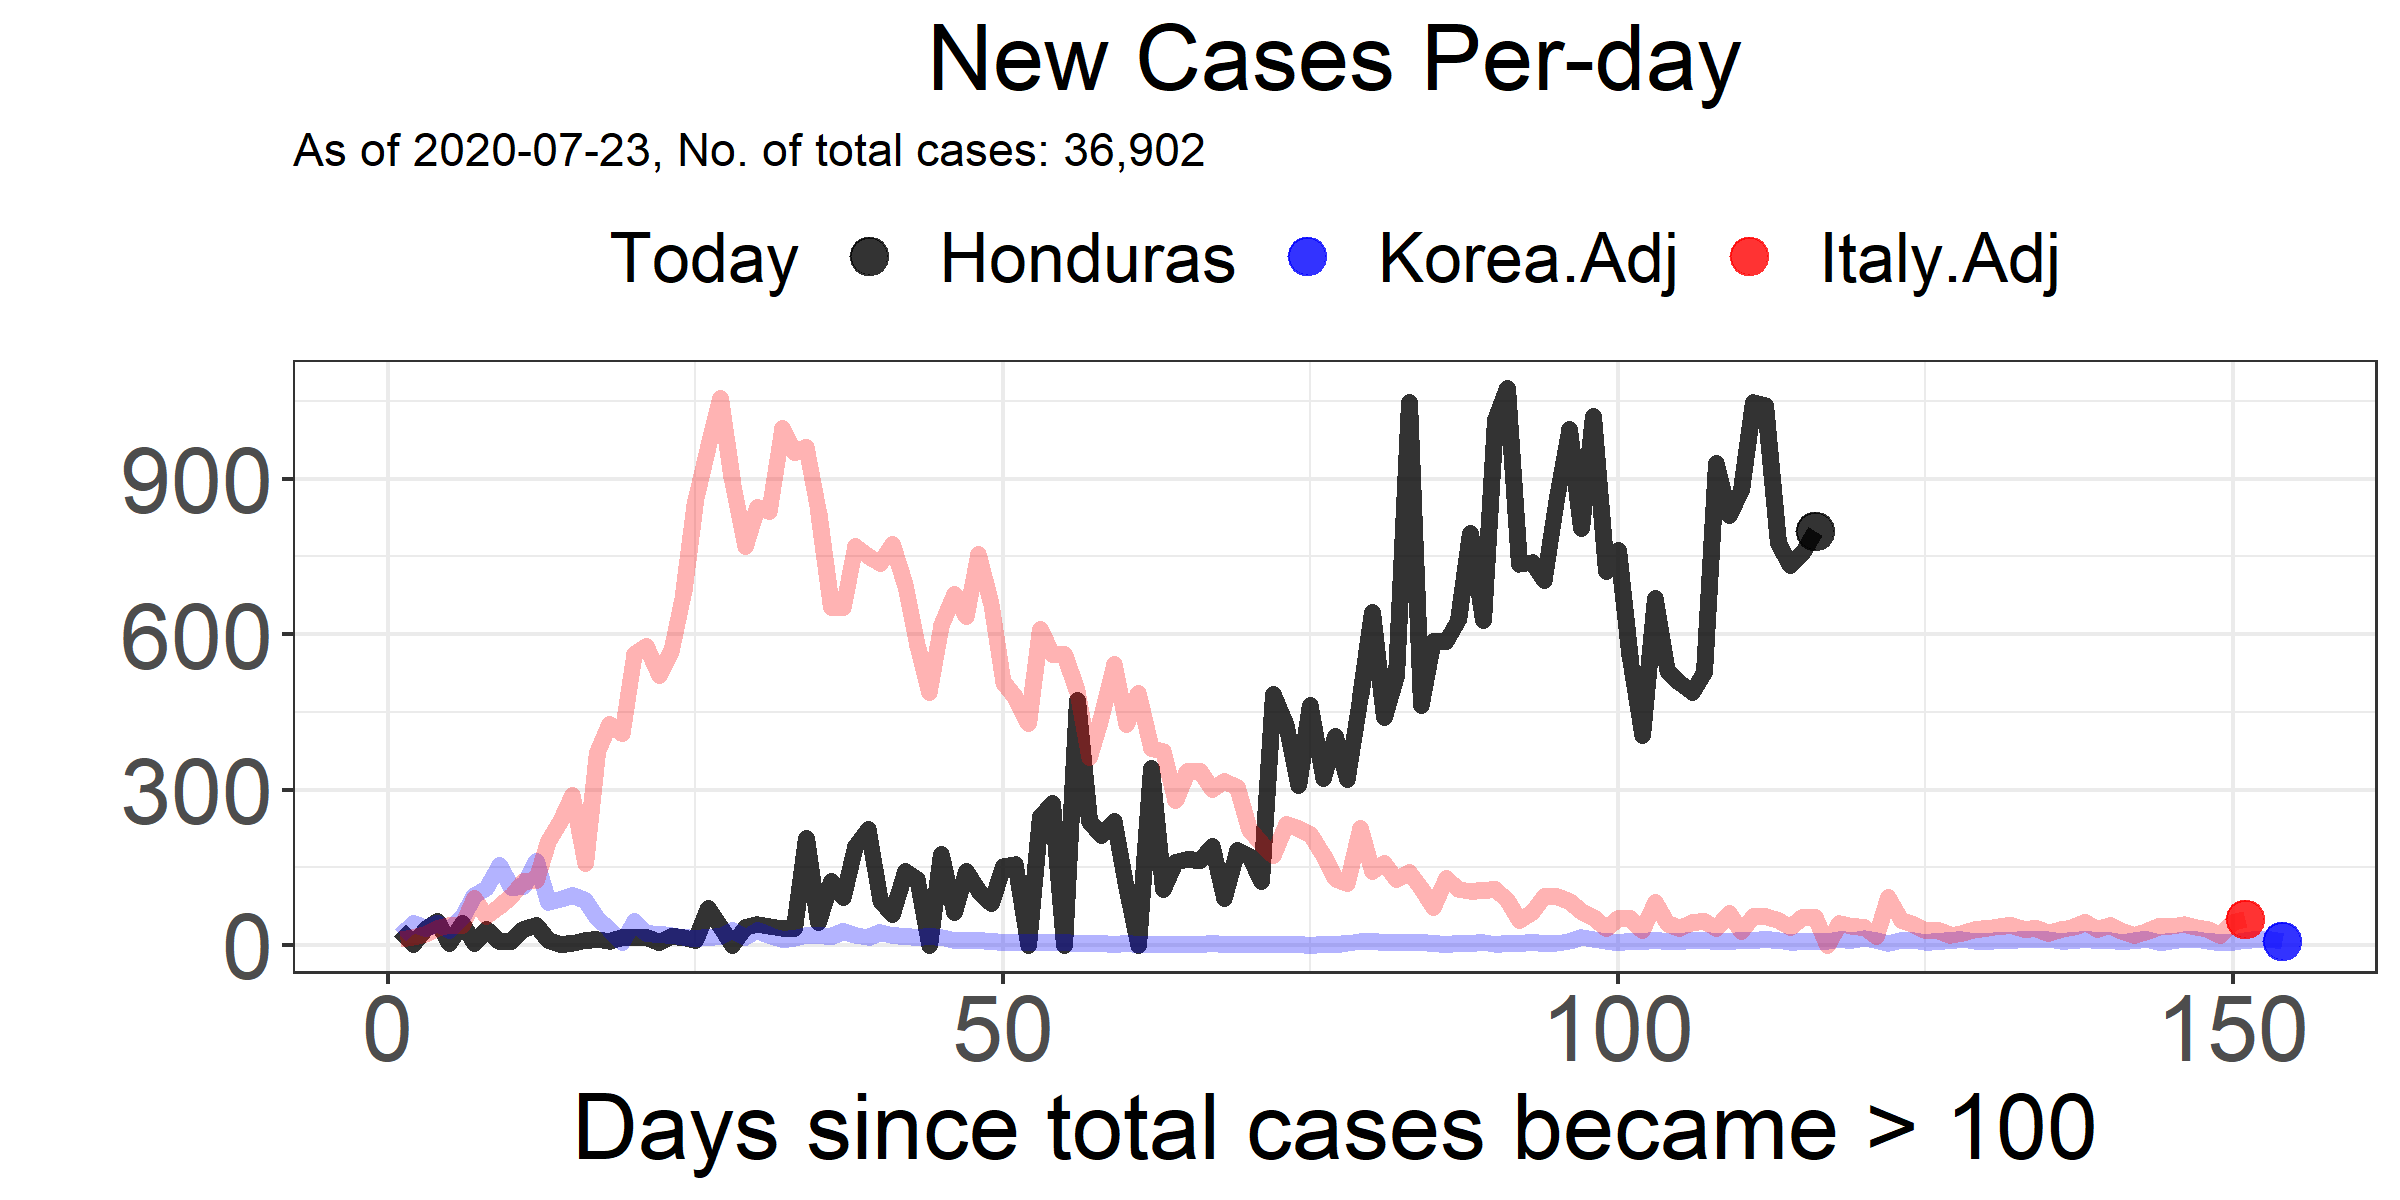 New Cases Per-day
As of 2020-07-23, No. of total cases: 36,902
Today Honduras Korea.Adj Italy.Adj
900
600
300
0
0 50 100 150
Days since total cases became > 100